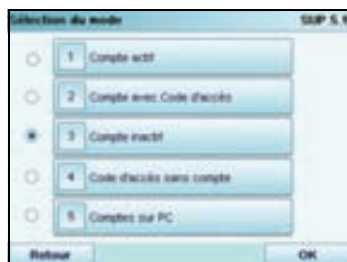 Sélection du mode SUP 5.1
1 Compte actif
2 Compte avec Code d'accès
3 Compte inactif
4 Code d'accès sans compte
5 Comptes sur PC
Retour OK